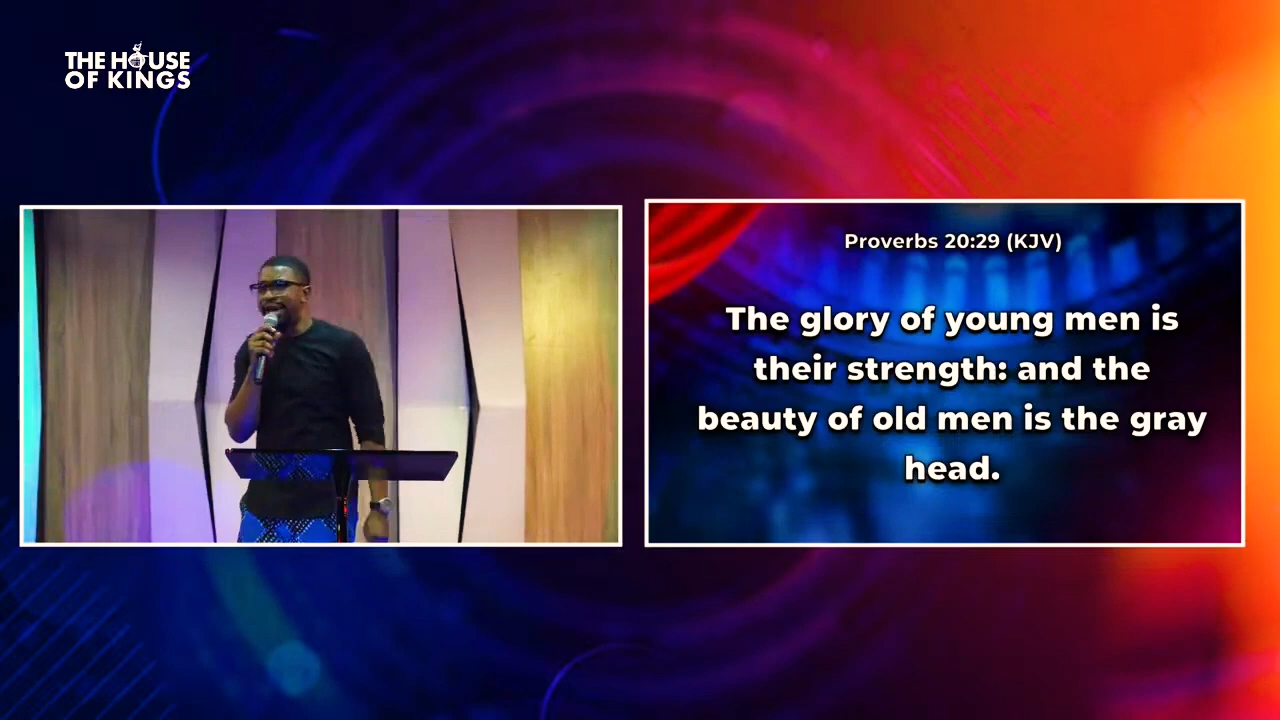 THE HOUSE
OF KINGS
Proverbs 20:29 (KJV)
The glory of young men is
their strength: and the
beauty of old men is the gray
head.